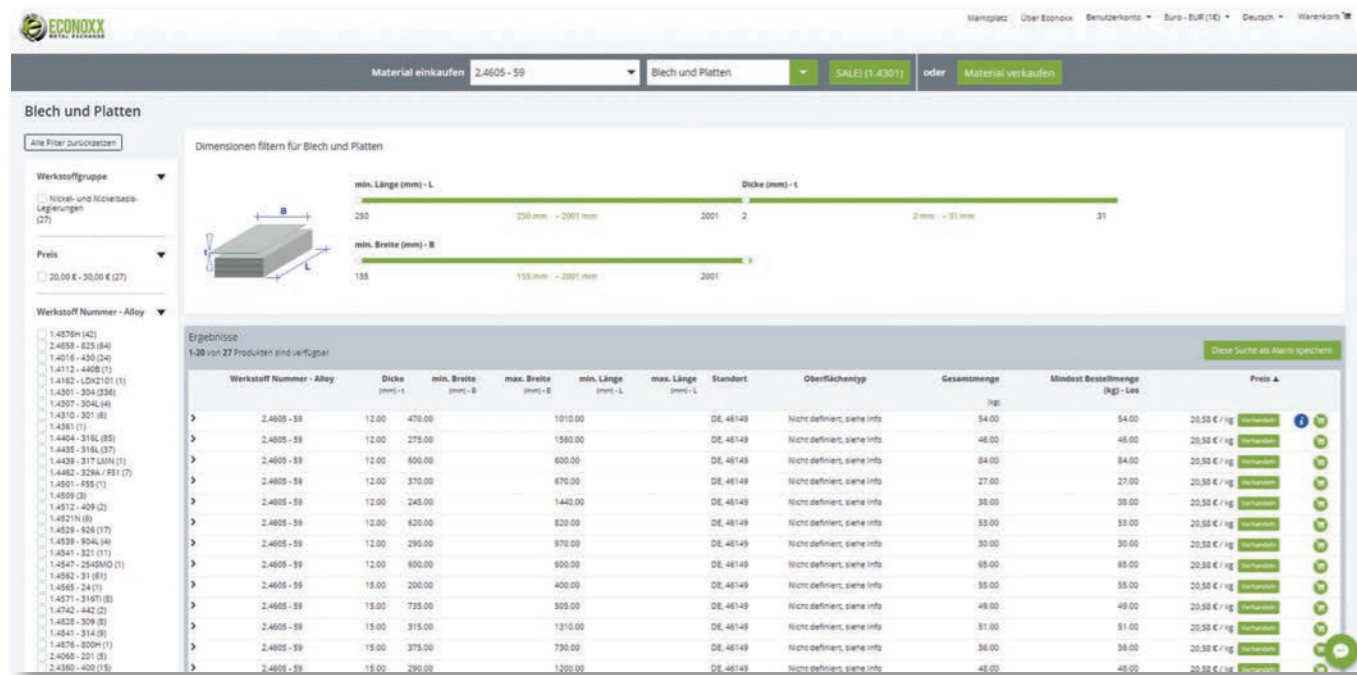 ECONOXX
METAL EXCHANGE
Marktplatz Über Econoxx Benutzerkonto Euro - EUR (1€) Deutsch Warenkorb
Material einkaufen 2.4605 - 59 Blech und Platten SALE! (1.4301) oder Material verkaufen
Blech und Platten
Alle Filter zurücksetzen
Werkstoffgruppe
Nickel- und Nickelbasis-
Legierungen
(27)
Preis
20,00 € - 30,00 € (27)
Werkstoff Nummer - Alloy
1.4876H (42)
2.4858 - 825 (64)
1.4016 - 430 (24)
1.4112 - 440B (1)
1.4162 - LDX2101 (1)
1.4301 - 304 (336)
1.4307 - 304L (4)
1.4310 - 301 (6)
1.4361 (1)
1.4404 - 316L (85)
1.4435 - 316L (37)
1.4439 - 317 LMN (1)
1.4462 - 329A / F51 (7)
1.4501 - F55 (1)
1.4509 (3)
1.4512 - 409 (2)
1.4521N (6)
1.4529 - 926 (17)
1.4539 - 904L (4)
1.4541 - 321 (11)
1.4547 - 254SMO (1)
1.4562 - 31 (61)
1.4565 - 24 (1)
1.4571 - 316Ti (8)
1.4742 - 442 (2)
1.4828 - 309 (8)
1.4841 - 314 (9)
1.4876 - 800H (1)
2.4068 - 201 (5)
2.4360 - 400 (15)
Dimensionen filtern für Blech und Platten
B
t
L
min. Länge (mm) - L
250 250 mm - 2001 mm 2001
Dicke (mm) - t
2 2 mm - 31 mm 31
min. Breite (mm) - B
155 155 mm - 2001 mm 2001
Ergebnisse
1-20 von 27 Produkten sind verfügbar
Diese Suche als Alarm speichern
Werkstoff Nummer - Alloy Dicke min. Breite max. Breite min. Länge max. Länge Standort Oberflächentyp Gesamtmenge Mindest Bestellmenge Preis
(mm) - t (mm) - B (mm) - B (mm) - L (mm) - L (kg) (kg) - Los
2.4605 - 59 12.00 470.00 1010.00 DE, 46149 Nicht definiert, siehe Info 54.00 54.00 20,58 € / kg Verhandeln
2.4605 - 59 12.00 275.00 1560.00 DE, 46149 Nicht definiert, siehe Info 46.00 46.00 20,58 € / kg Verhandeln
2.4605 - 59 12.00 600.00 800.00 DE, 46149 Nicht definiert, siehe Info 84.00 84.00 20,58 € / kg Verhandeln
2.4605 - 59 12.00 370.00 670.00 DE, 46149 Nicht definiert, siehe Info 27.00 27.00 20,58 € / kg Verhandeln
2.4605 - 59 12.00 245.00 1440.00 DE, 46149 Nicht definiert, siehe Info 38.00 38.00 20,58 € / kg Verhandeln
2.4605 - 59 12.00 620.00 820.00 DE, 46149 Nicht definiert, siehe Info 53.00 53.00 20,58 € / kg Verhandeln
2.4605 - 59 12.00 290.00 970.00 DE, 46149 Nicht definiert, siehe Info 30.00 30.00 20,58 € / kg Verhandeln
2.4605 - 59 12.00 600.00 600.00 DE, 46149 Nicht definiert, siehe Info 65.00 65.00 20,58 € / kg Verhandeln
2.4605 - 59 15.00 200.00 400.00 DE, 46149 Nicht definiert, siehe Info 55.00 55.00 20,58 € / kg Verhandeln
2.4605 - 59 15.00 735.00 505.00 DE, 46149 Nicht definiert, siehe Info 49.00 49.00 20,58 € / kg Verhandeln
2.4605 - 59 15.00 315.00 1310.00 DE, 46149 Nicht definiert, siehe Info 51.00 51.00 20,58 € / kg Verhandeln
2.4605 - 59 15.00 375.00 730.00 DE, 46149 Nicht definiert, siehe Info 36.00 36.00 20,58 € / kg Verhandeln
2.4605 - 59 15.00 290.00 1200.00 DE, 46149 Nicht definiert, siehe Info 48.00 48.00 20,58 € / kg Verhandeln